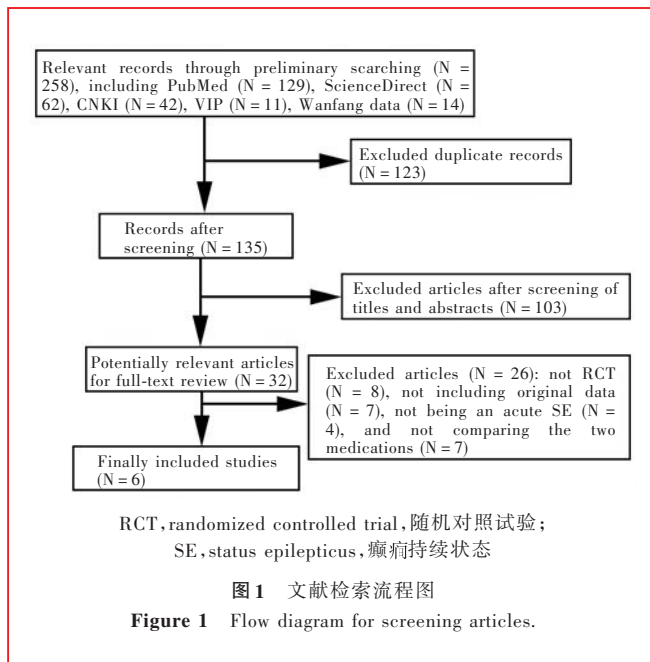 Relevant records through preliminary searching (N =
258), including PubMed (N = 129), ScienceDirect (N =
62), CNKI (N = 42), VIP (N = 11), Wanfang data (N = 14)
Excluded duplicate records
(N = 123)
Records after
screening (N = 135)
Excluded articles after screening of
titles and abstracts (N = 103)
Potentially relevant articles
for full-text review (N = 32)
Excluded articles (N = 26): not RCT
(N = 8), not including original data
(N = 7), not being an acute SE (N =
4), and not comparing the two
medications (N = 7)
Finally included studies
(N = 6)
RCT,randomized controlled trial,随机对照试验;
SE,status epilepticus,癫痫持续状态
图1 文献检索流程图
Figure 1 Flow diagram for screening articles.